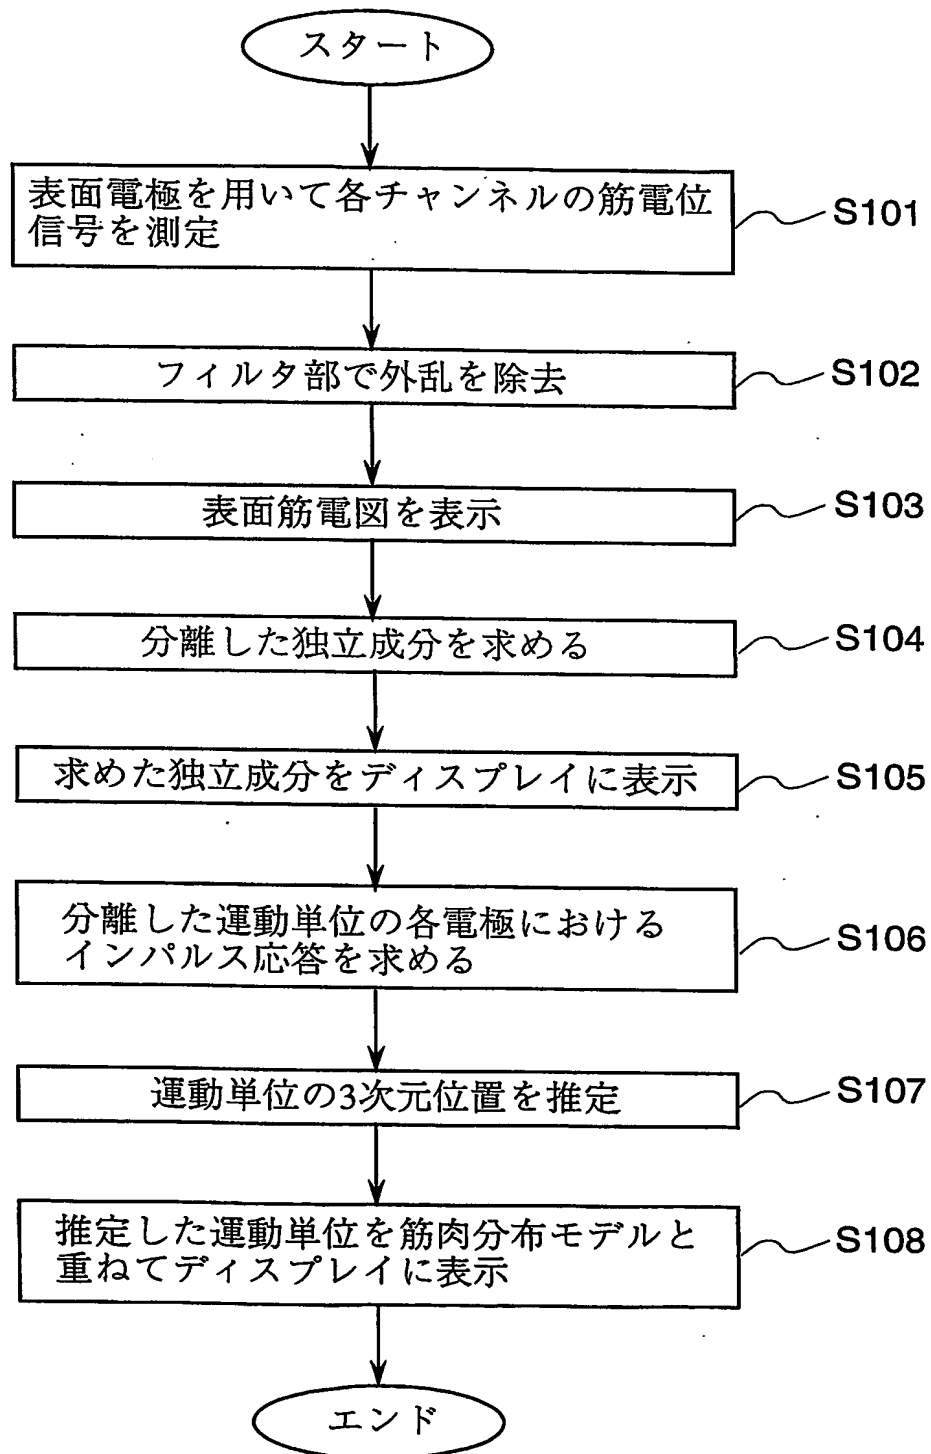 スタート
表面電極を用いて各チャンネルの筋電位
信号を測定
S101
フィルタ部で外乱を除去
S102
表面筋電図を表示
S103
分離した独立成分を求める
S104
求めた独立成分をディスプレイに表示
S105
分離した運動単位の各電極における
インパルス応答を求める
S106
運動単位の3次元位置を推定
S107
推定した運動単位を筋肉分布モデルと
重ねてディスプレイに表示
S108
エンド